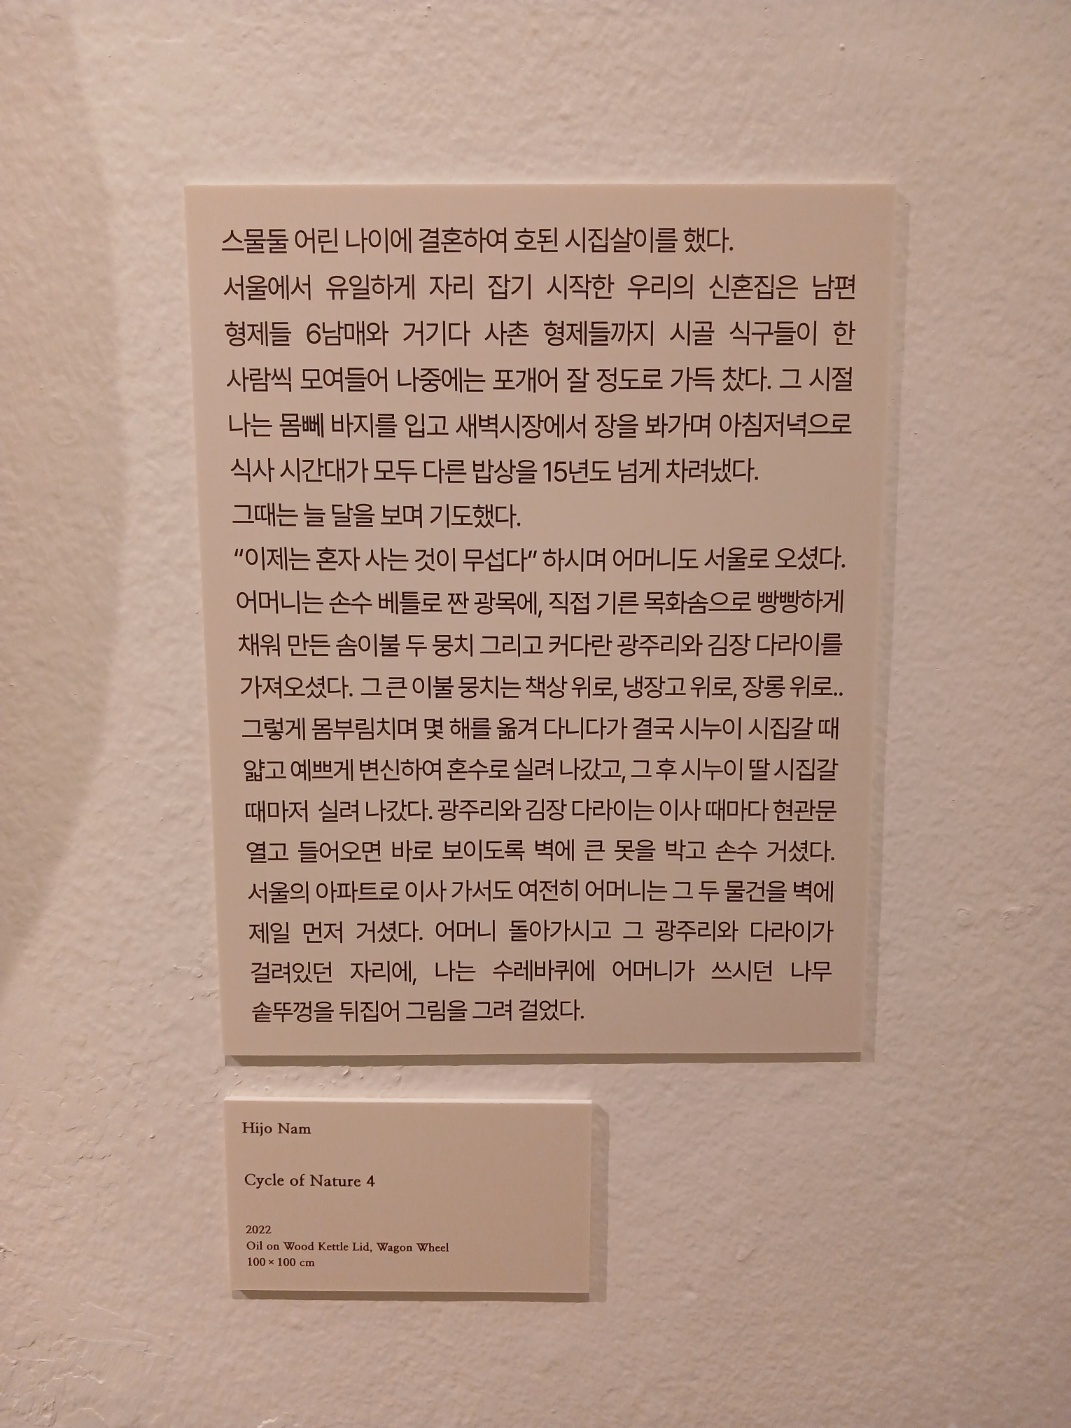 스물둘 어린 나이에 결혼하여 호된 시집살이를 했다.
서울에서 유일하게 자리 잡기 시작한 우리의 신혼집은 남편
형제들 6남매와 거기다 사촌 형제들까지 시골 식구들이 한
사람씩 모여들어 나중에는 포개어 잘 정도로 가득 찼다. 그 시절
나는 몸뻬 바지를 입고 새벽시장에서 장을 봐가며 아침저녁으로
식사 시간대가 모두 다른 밥상을 15년도 넘게 차려냈다.
그때는 늘 달을 보며 기도했다.
“이제는 혼자 사는 것이 무섭다” 하시며 어머니도 서울로 오셨다.
어머니는 손수 베틀로 짠 광목에, 직접 기른 목화솜으로 빵빵하게
채워 만든 솜이불 두 뭉치 그리고 커다란 광주리와 김장 다라이를
가져오셨다. 그 큰 이불 뭉치는 책상 위로, 냉장고 위로, 장롱 위로..
그렇게 몸부림치며 몇 해를 옮겨 다니다가 결국 시누이 시집갈 때
얇고 예쁘게 변신하여 혼수로 실려 나갔고, 그 후 시누이 딸 시집갈
때마저 실려 나갔다. 광주리와 김장 다라이는 이사 때마다 현관문
열고 들어오면 바로 보이도록 벽에 큰 못을 박고 손수 거셨다.
서울의 아파트로 이사 가서도 여전히 어머니는 그 두 물건을 벽에
제일 먼저 거셨다. 어머니 돌아가시고 그 광주리와 다라이가
걸려있던 자리에, 나는 수레바퀴에 어머니가 쓰시던 나무
솥뚜껑을 뒤집어 그림을 그려 걸었다.
Hijo Nam
Cycle of Nature 4
2022
Oil on Wood Kettle Lid, Wagon Wheel
100 × 100 cm